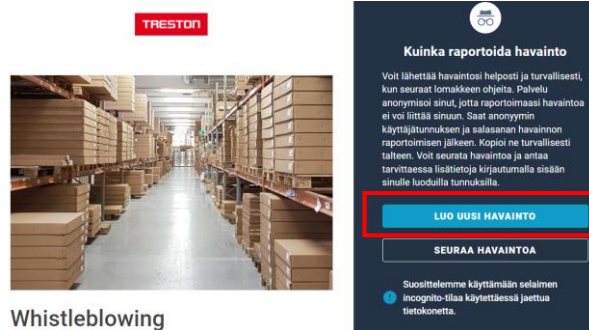 TRESTON
Whistleblowing
Kuinka raportoida havainto
Voit lähettää havaintosi helposti ja turvallisesti,
kun seuraat lomakkeen ohjeita. Palvelu
anonymisoi sinut, jotta raportoimaasi havaintoa
ei voi liittää sinuun. Saat anonyymin
käyttäjätunnuksen ja salasanan havainnon
raportoimisen jälkeen. Kopioi ne turvallisesti
talteen. Voit seurata havaintoa ja antaa
tarvittaessa lisätietoja kirjautumalla sisään
sinulle luoduilla tunnuksilla.
LUO UUSI HAVAINTO
SEURAA HAVAINTOA
Suosittelemme käyttämään selaimen
incognito-tilaa käytettäessä jaettua
tietokonetta.